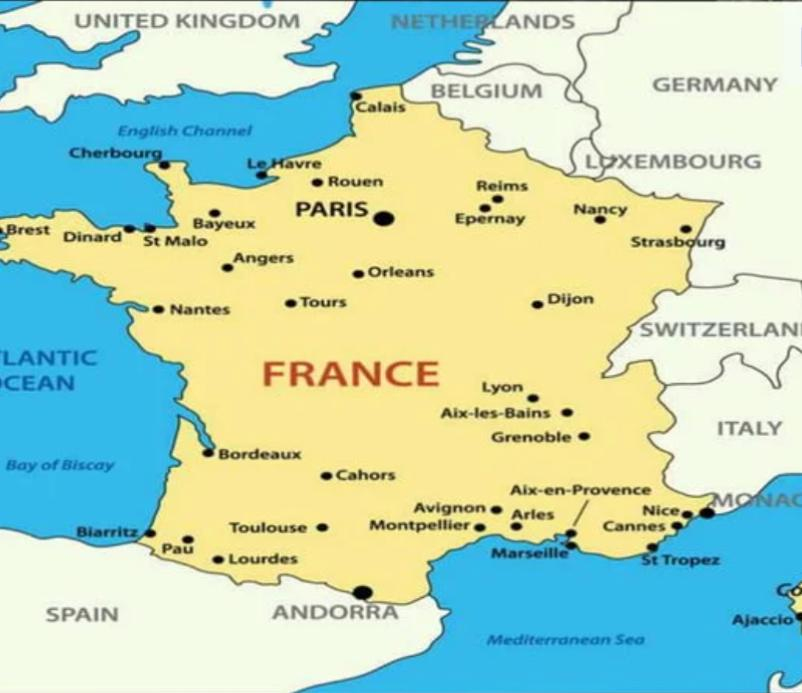 UNITED KINGDOM
NETHERLANDS
BELGIUM
GERMANY
Calais
English Channel
Cherbourg
Le Havre
LUXEMBOURG
Rouen
Reims
PARIS
Epernay
Nancy
Bayeux
Brest
Dinard
St Malo
Strasbourg
Angers
Orleans
Nantes
Tours
Dijon
SWITZERLAN
TLANTIC
OCEAN
FRANCE
Lyon
Aix-les-Bains
ITALY
Grenoble
Bordeaux
Bay of Biscay
Cahors
Aix-en-Provence
MONAC
Avignon
Arles
Nice
Biarritz
Toulouse
Montpellier
Cannes
Pau
Marseille
Lourdes
St Tropez
Co
SPAIN
ANDORRA
Ajaccio
Mediterranean Sea